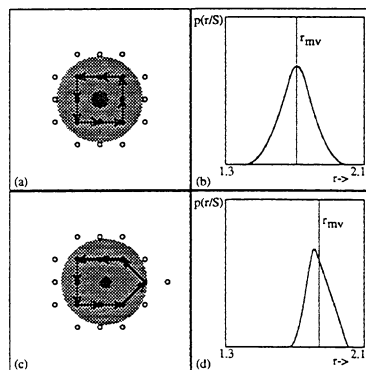 (a)
p(r/S)
r_mv
1.3
r->
2.1
(b)
(c)
p(r/S)
r_mv
1.3
r->
2.1
(d)